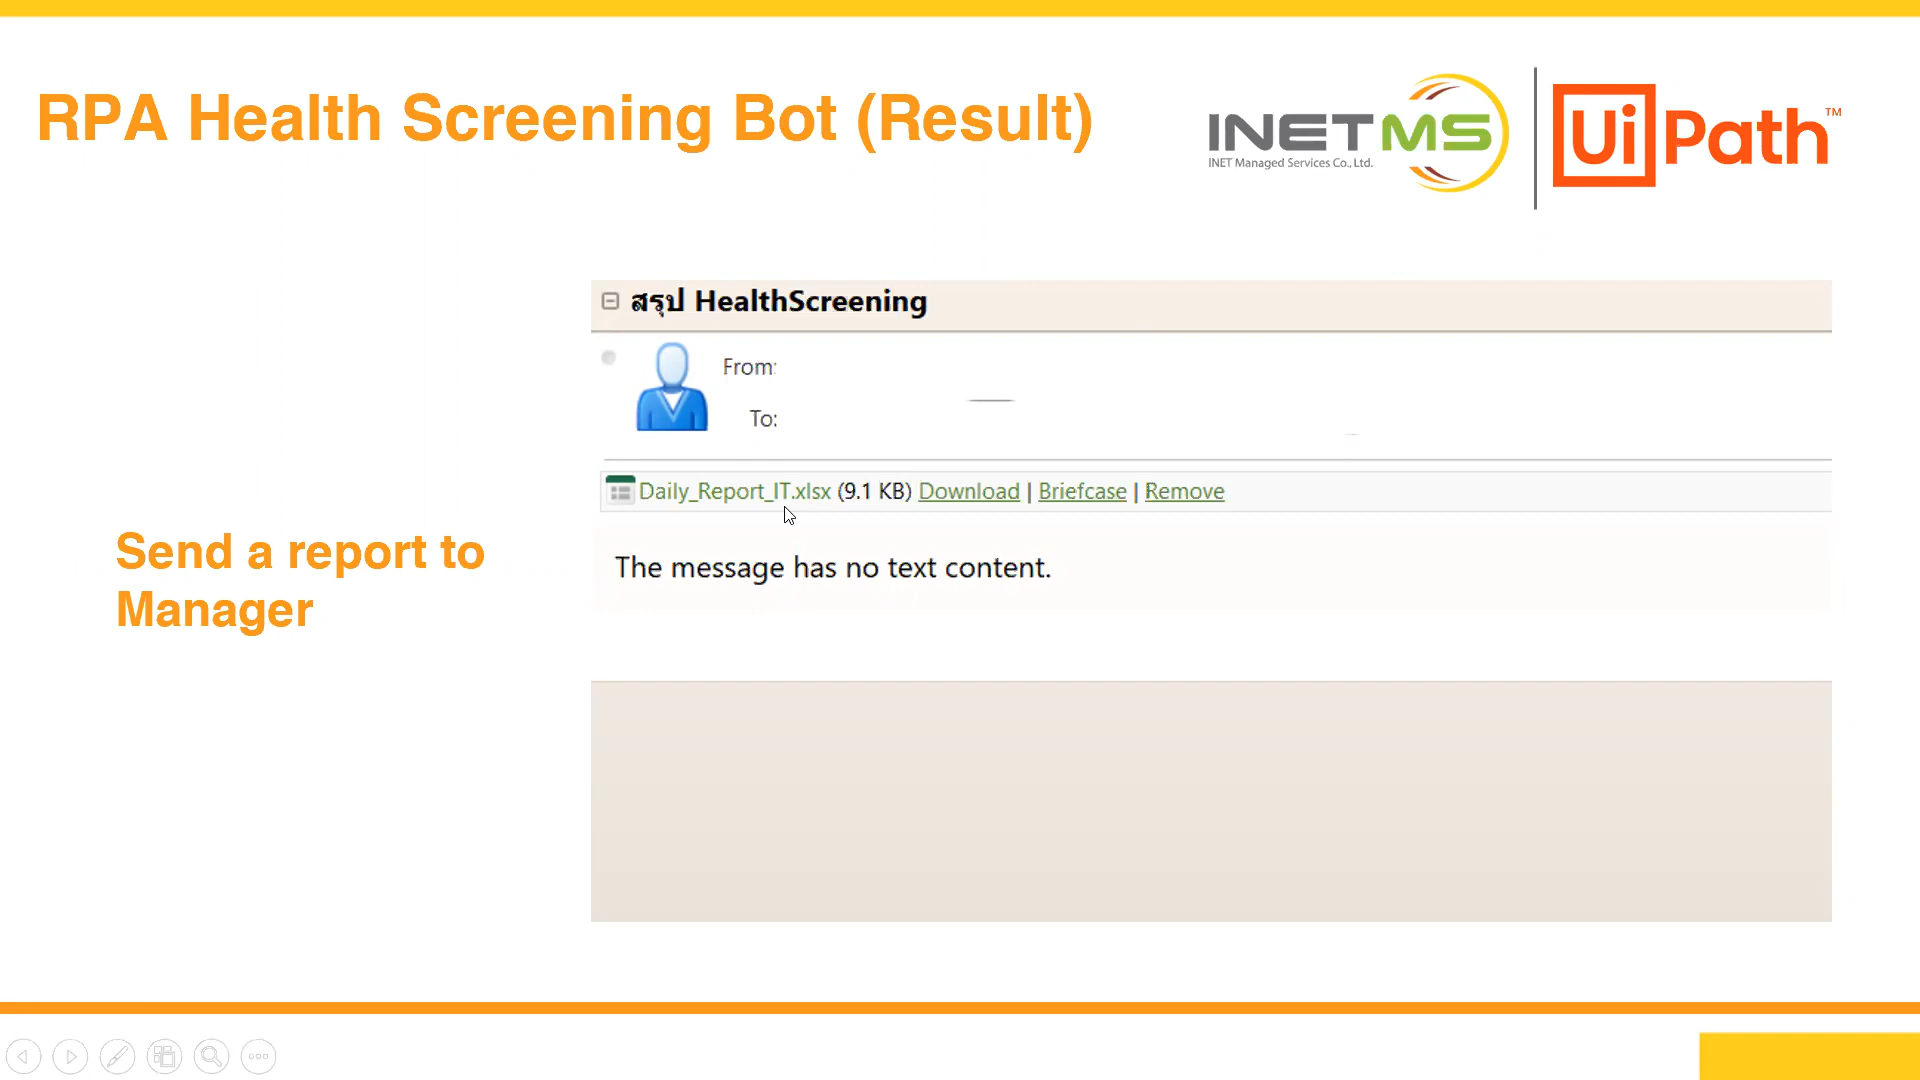 RPA Health Screening Bot (Result)
INETMS
INET Managed Services Co., Ltd.
UiPath™
สรุป HealthScreening
From:
To:
Daily_Report_IT.xlsx (9.1 KB) Download | Briefcase | Remove
The message has no text content.
Send a report to
Manager